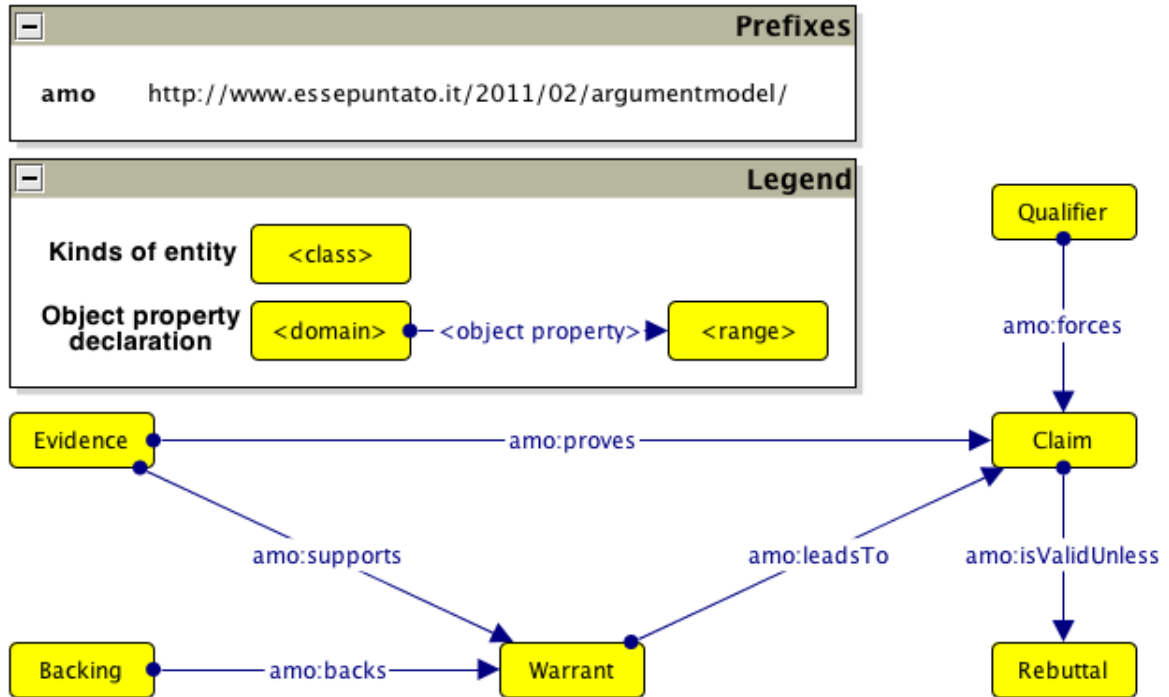 Prefixes
amo http://www.essepuntato.it/2011/02/argumentmodel/
Legend
Kinds of entity <class>
Object property
declaration
<domain> <object property> <range>
Qualifier
amo:forces
Evidence amo:proves Claim
amo:supports amo:leadsTo amo:isValidUnless
Backing amo:backs Warrant Rebuttal